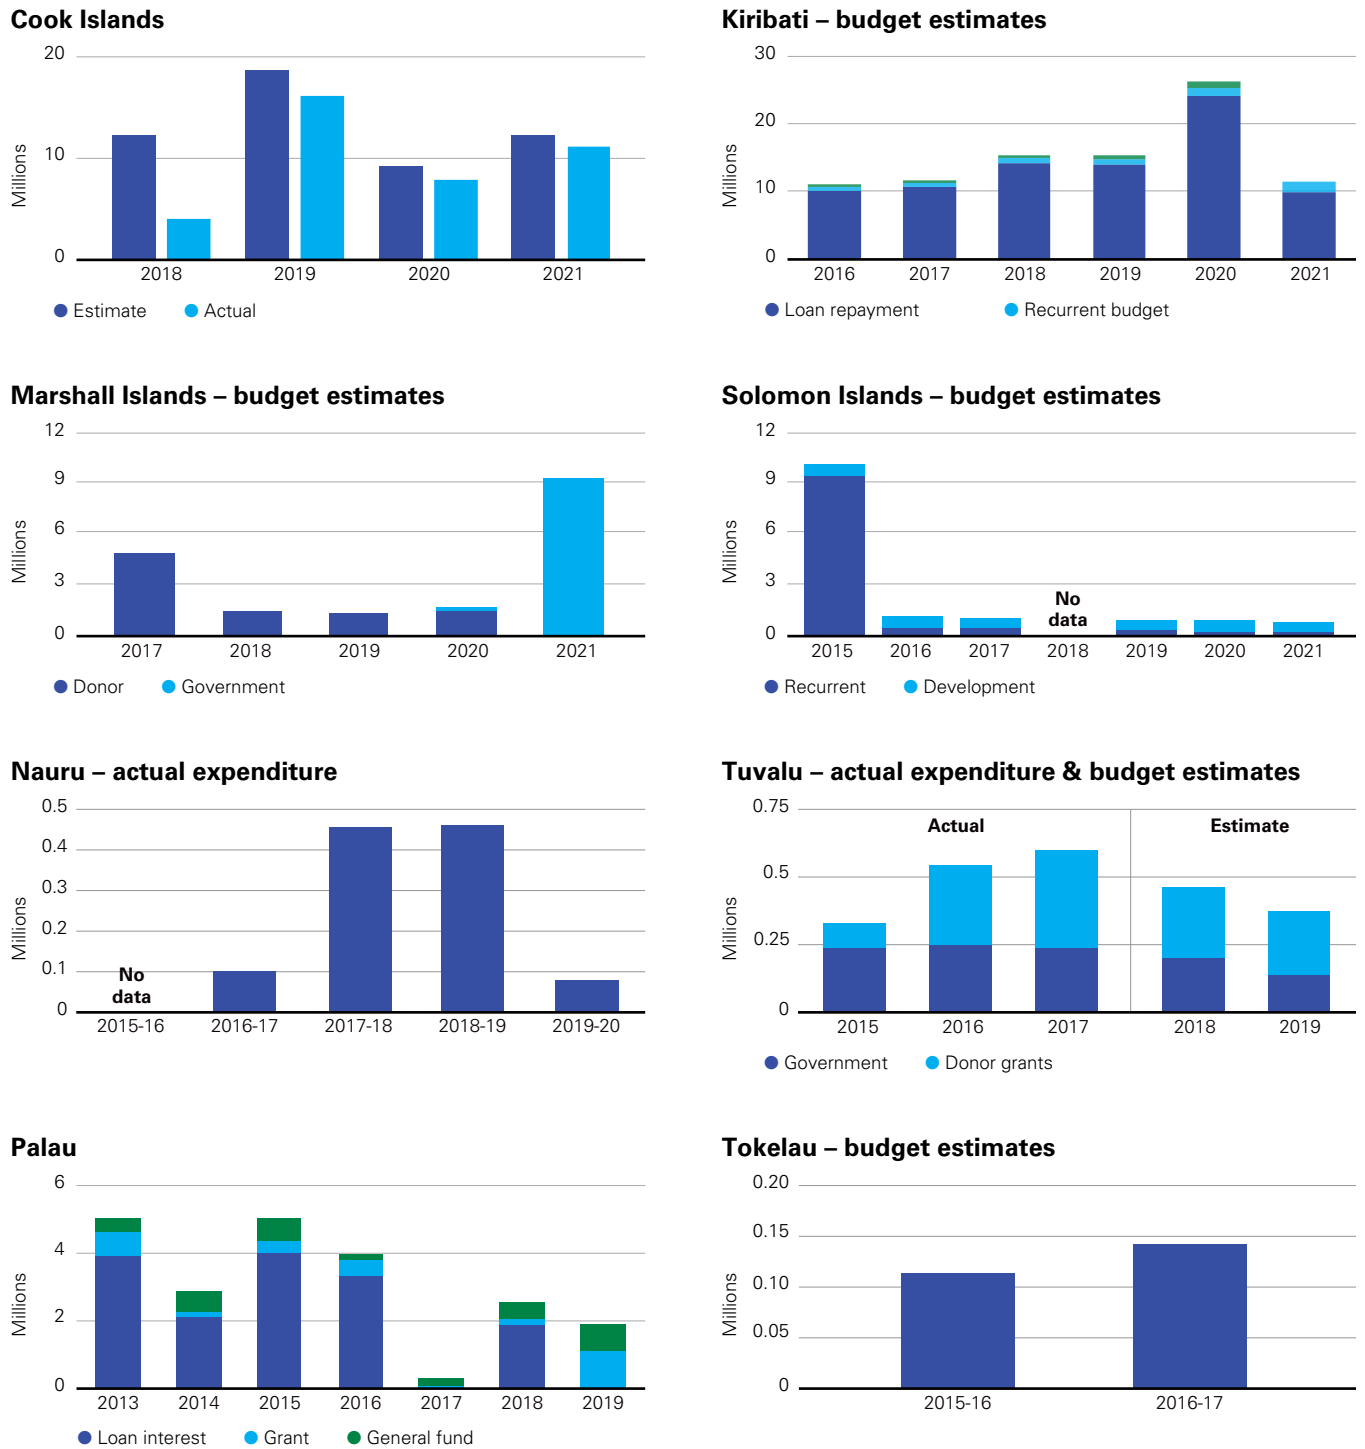 Cook Islands
20
10
0
Millions
2018 2019 2020 2021
Estimate Actual
Kiribati – budget estimates
30
20
10
0
Millions
2016 2017 2018 2019 2020 2021
Loan repayment Recurrent budget
Marshall Islands – budget estimates
12
9
6
3
0
Millions
2017 2018 2019 2020 2021
Donor Government
Solomon Islands – budget estimates
12
9
6
3
0
Millions
No
data
2015 2016 2017 2018 2019 2020 2021
Recurrent Development
Nauru – actual expenditure
0.5
0.4
0.3
0.2
0.1
0
Millions
No
data
2015-16 2016-17 2017-18 2018-19 2019-20
Tuvalu – actual expenditure & budget estimates
0.75
0.5
0.25
0
Millions
Actual Estimate
2015 2016 2017 2018 2019
Government Donor grants
Palau
6
4
2
0
Millions
2013 2014 2015 2016 2017 2018 2019
Loan interest Grant General fund
Tokelau – budget estimates
0.20
0.15
0.10
0.05
0
Millions
2015-16 2016-17